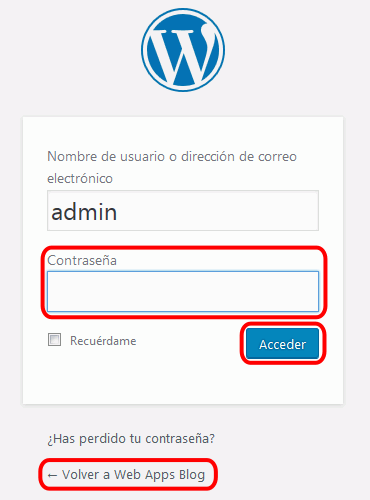 Nombre de usuario o dirección de correo
electrónico
admin
Contraseña
Recuérdame
Acceder
¿Has perdido tu contraseña?
← Volver a Web Apps Blog